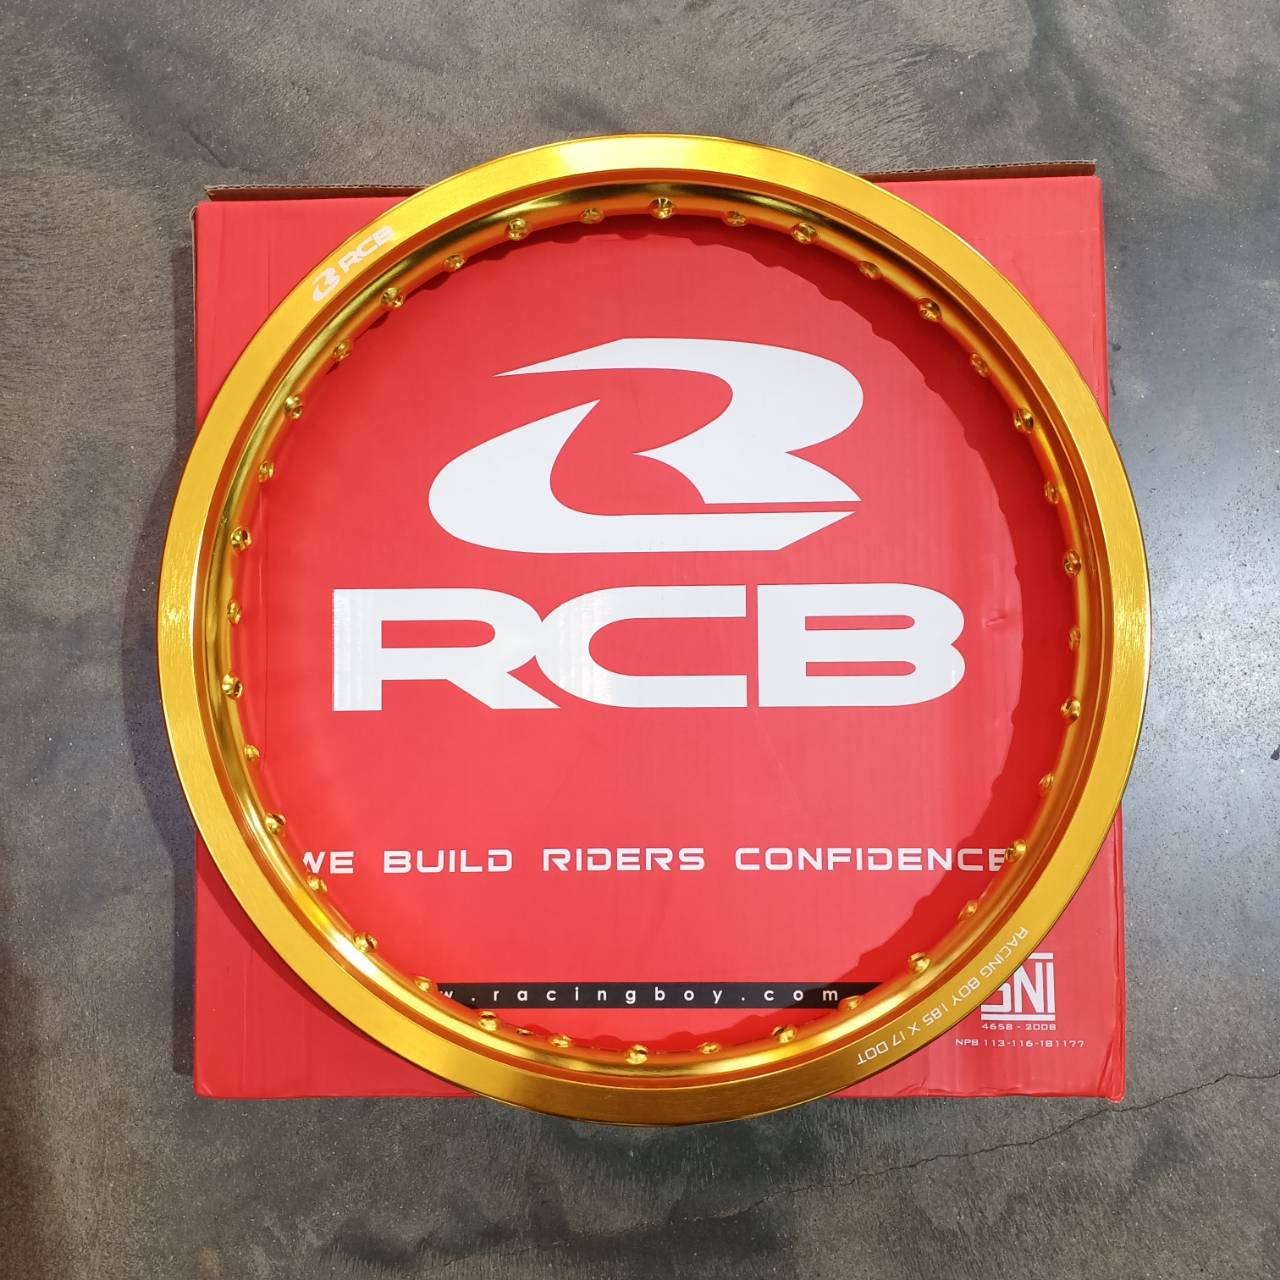 RCB
RCB
WE BUILD RIDERS CONFIDENCE
w.racingboy.com
RACING BOY 1.85 X 17 DOT
SNI
4658 - 2008
NPB 113-116-181177